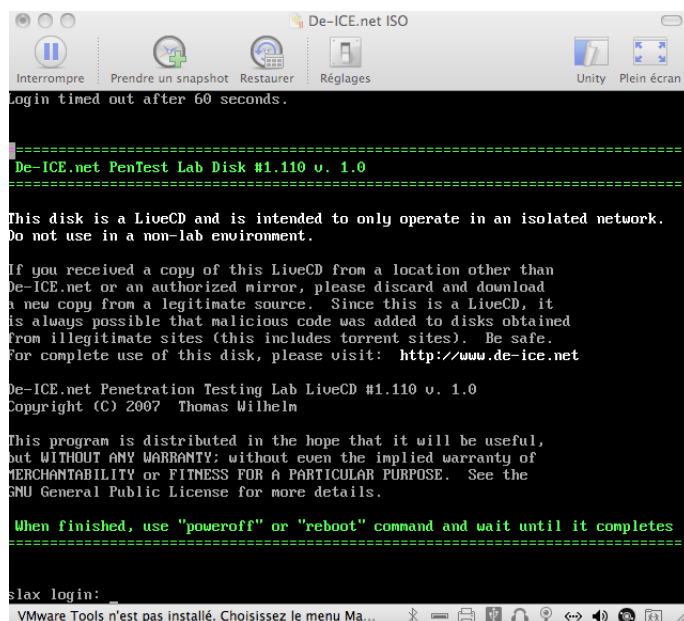 De-ICE.net ISO
Interrompre Prendre un snapshot Restaurer Réglages Unity Plein écran
Login timed out after 60 seconds.
================================================================================
De-ICE.net PenTest Lab Disk #1.110 v. 1.0
================================================================================
This disk is a LiveCD and is intended to only operate in an isolated network.
Do not use in a non-lab environment.
If you received a copy of this LiveCD from a location other than
De-ICE.net or an authorized mirror, please discard and download
a new copy from a legitimate source.  Since this is a LiveCD, it
is always possible that malicious code was added to disks obtained
from illegitimate sites (this includes torrent sites).  Be safe.
For complete use of this disk, please visit:  http://www.de-ice.net
De-ICE.net Penetration Testing Lab LiveCD #1.110 v. 1.0
Copyright (C) 2007  Thomas Wilhelm
This program is distributed in the hope that it will be useful,
but WITHOUT ANY WARRANTY; without even the implied warranty of
MERCHANTABILITY or FITNESS FOR A PARTICULAR PURPOSE.  See the
GNU General Public License for more details.
When finished, use "poweroff" or "reboot" command and wait until it completes
================================================================================
slax login: _
VMware Tools n'est pas installé. Choisissez le menu Ma...